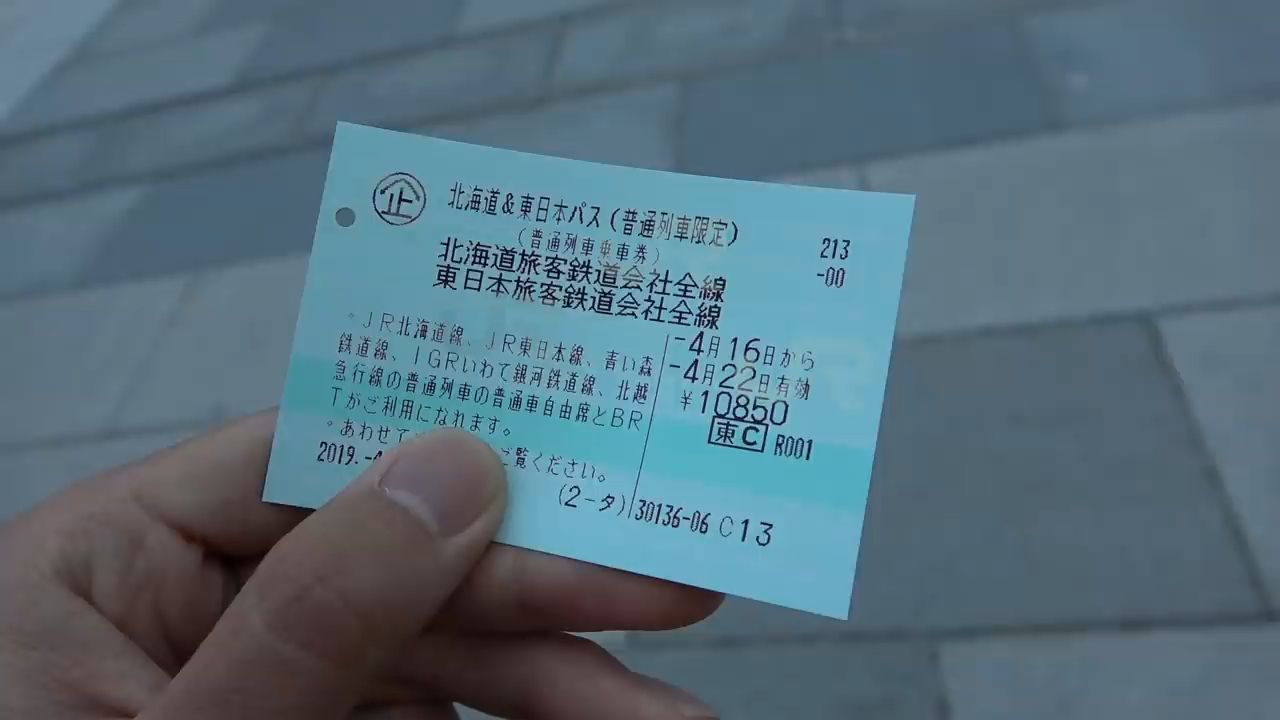 企
北海道&東日本パス(普通列車限定)
(普通列車乗車券)
北海道旅客鉄道会社全線
東日本旅客鉄道会社全線
213
-00
。JR北海道線、JR東日本線、青い森
鉄道線、IGRいわて銀河鉄道線、北越
急行線の普通列車の普通車自由席とBR
Tがご利用になれます。
。あわせて ご覧ください。
-4月16日から
-4月22日有効
¥10850
東C R001
2019.-4
(2-タ)
30136-06 C13